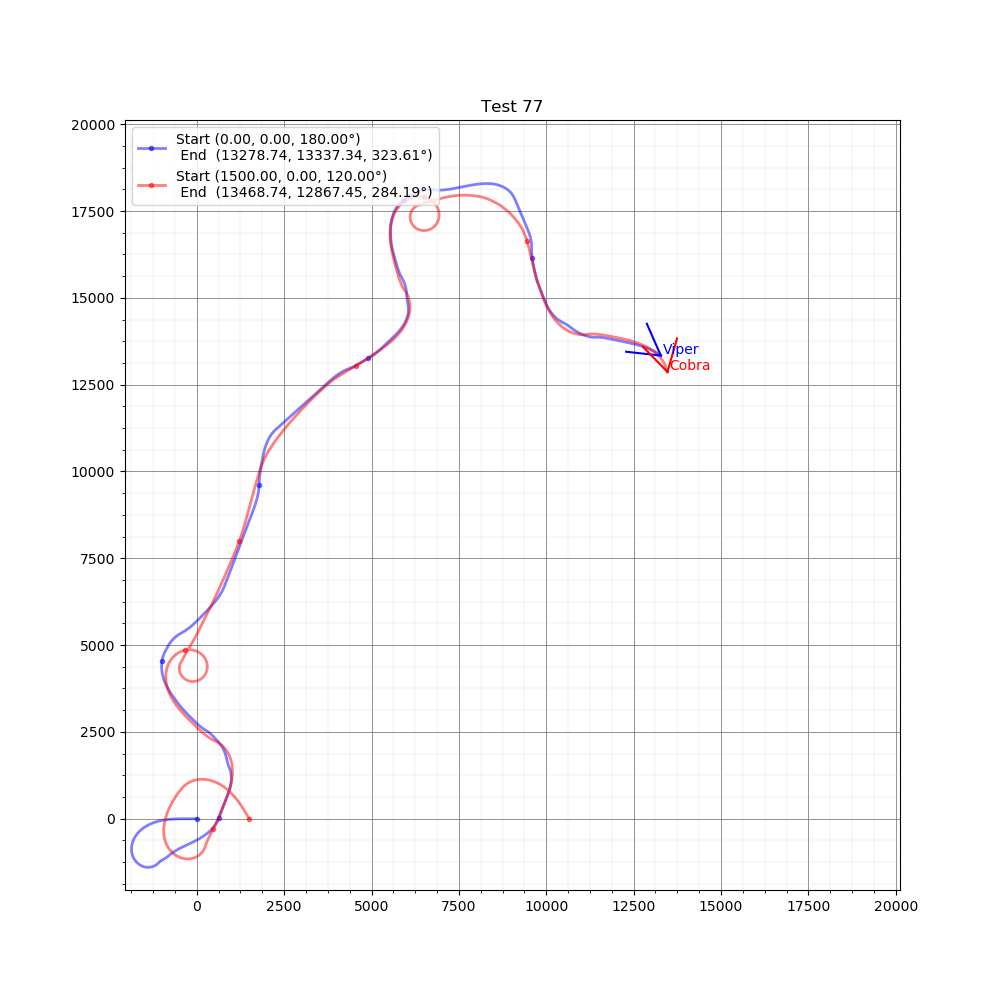 Test 77
20000
17500
15000
12500
10000
7500
5000
2500
0
Start (0.00, 0.00, 180.00°)
End (13278.74, 13337.34, 323.61°)
Start (1500.00, 0.00, 120.00°)
End (13468.74, 12867.45, 284.19°)
Viper
Cobra
0 2500 5000 7500 10000 12500 15000 17500 20000